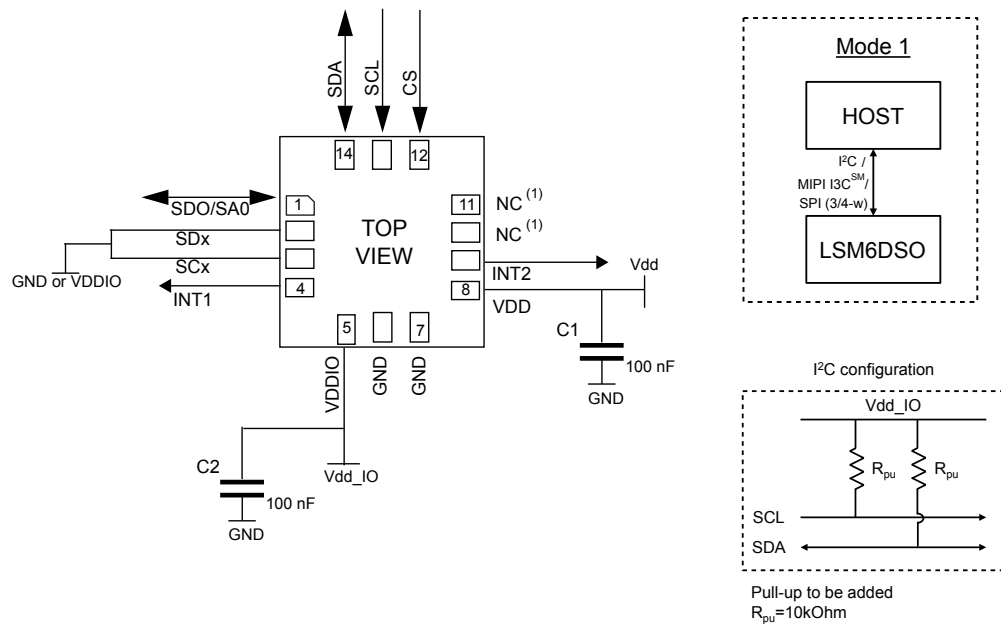 SDA
SCL
CS
14
12
1
SDO/SA0
SDx
SCx
GND or VDDIO
INT1
4
TOP
VIEW
11
NC (1)
NC (1)
INT2
8
VDD
Vdd
5
7
VDDIO
GND
GND
C1
100 nF
GND
C2
100 nF
GND
Vdd_IO
Mode 1
HOST
I²C /
MIPI I3C℠/
SPI (3/4-w)
LSM6DSO
I²C configuration
Vdd_IO
Rpu
Rpu
SCL
SDA
Pull-up to be added
Rpu=10kOhm